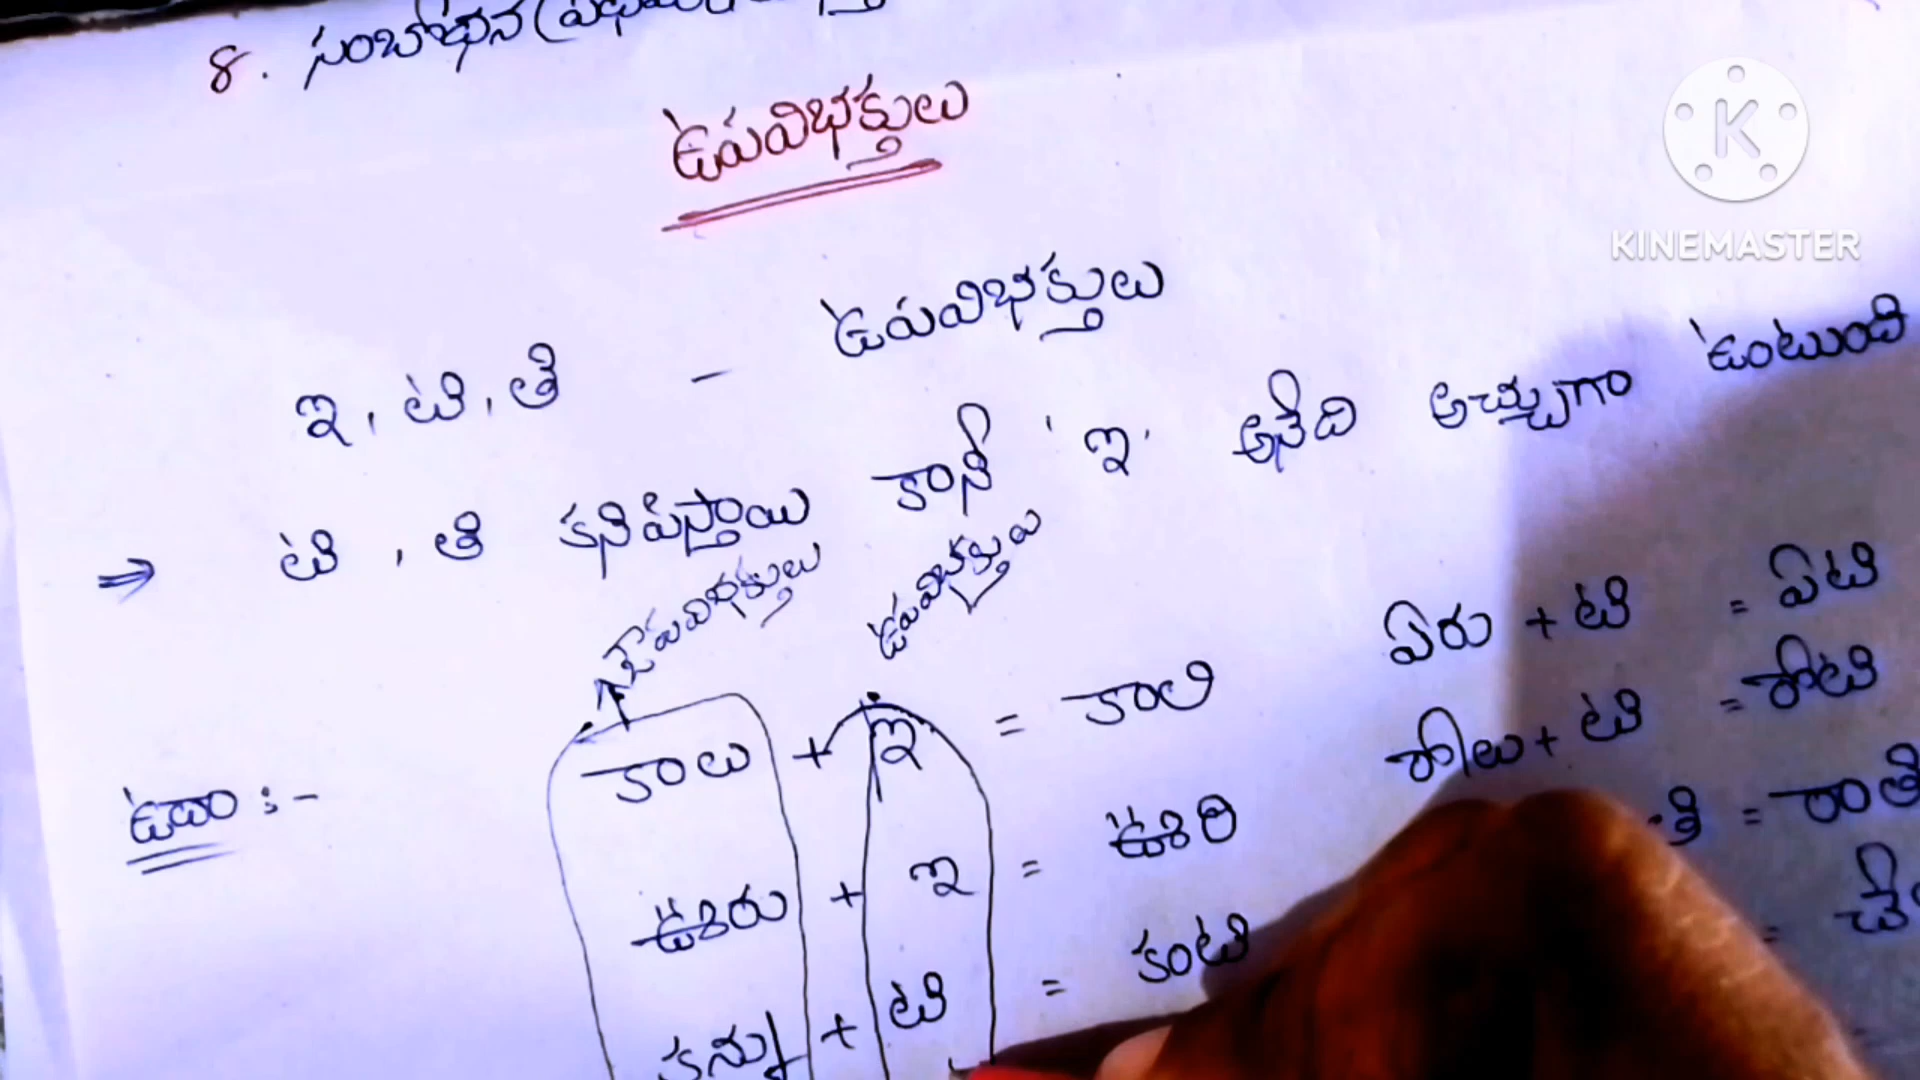 8. సంబోధన ప్రథమా
ఉపవిభక్తులు
ఇ, టి, తి - ఉపవిభక్తులు
⇒ టి, తి కనిపిస్తాయి కానీ 'ఇ' అనేది అచ్చుగా ఉంటుంది
ఔపవిభక్తులు ఉపవిభక్తులు
ఉదా:- కాలు + ఇ = కాలి
ఊరు + ఇ = ఊరి
కన్ను + టి = కంటి
ఏరు + టి = ఏటి
రోలు + టి = రోటి
తి = రాతి
= చే
KINEMASTER